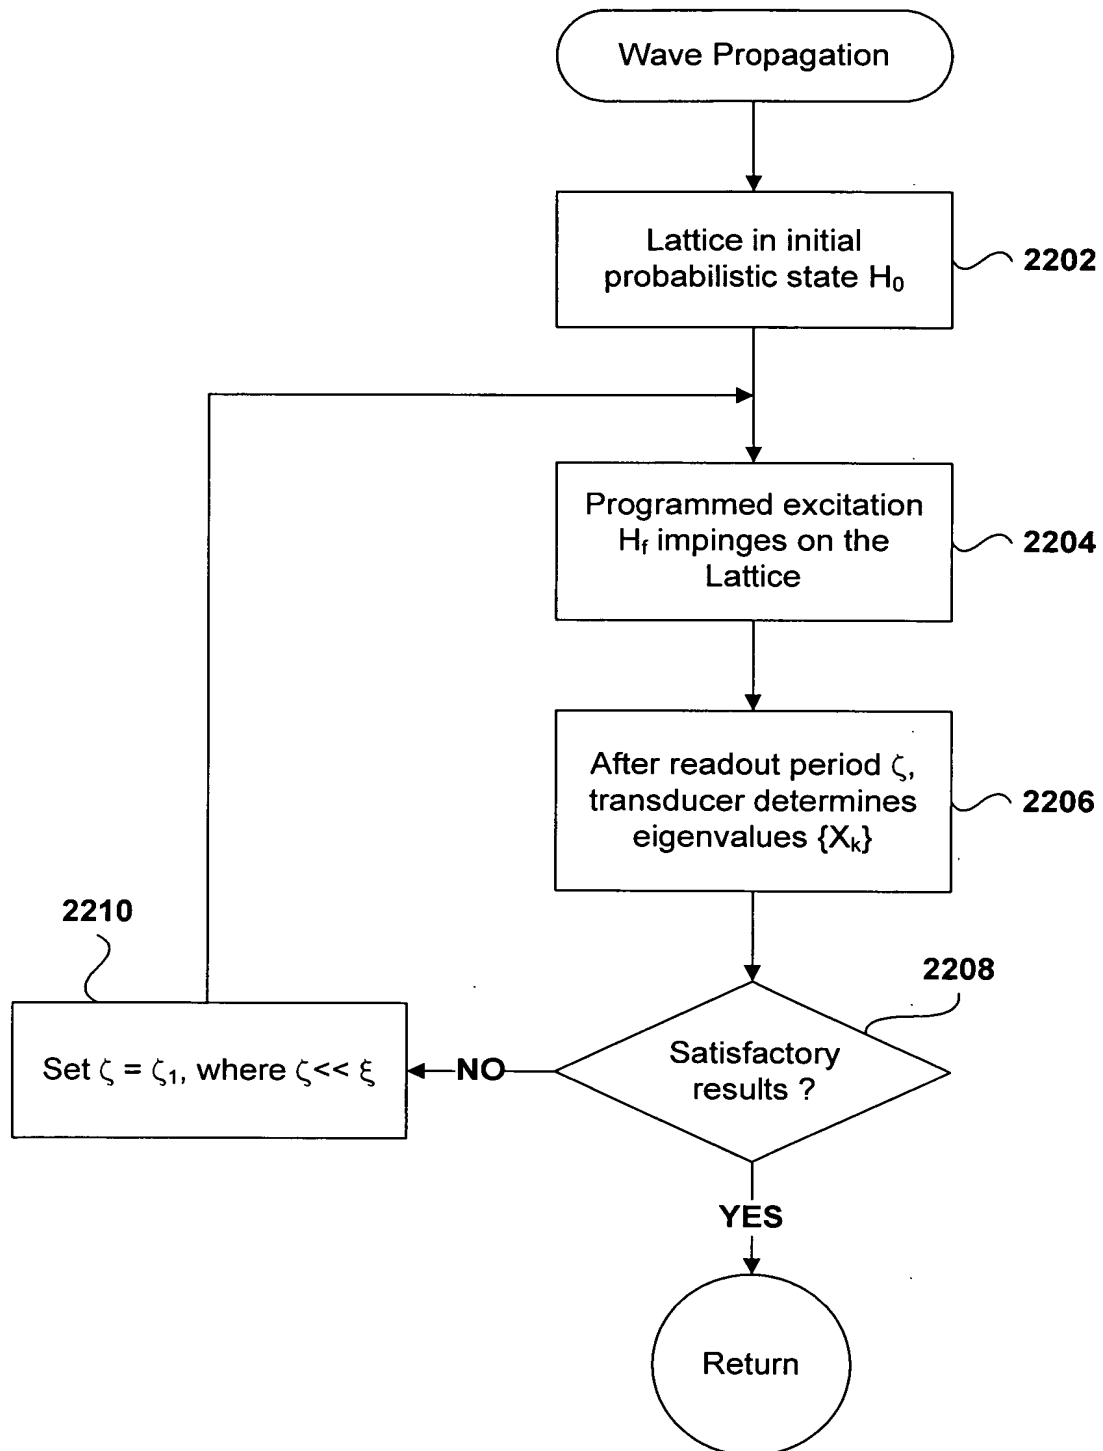 Wave Propagation
Lattice in initial
probabilistic state H₀
2202
Programmed excitation
H_f impinges on the
Lattice
2204
After readout period ζ,
transducer determines
eigenvalues {X_k}
2206
2210
2208
Set ζ = ζ₁, where ζ<< ξ
NO
Satisfactory
results ?
YES
Return